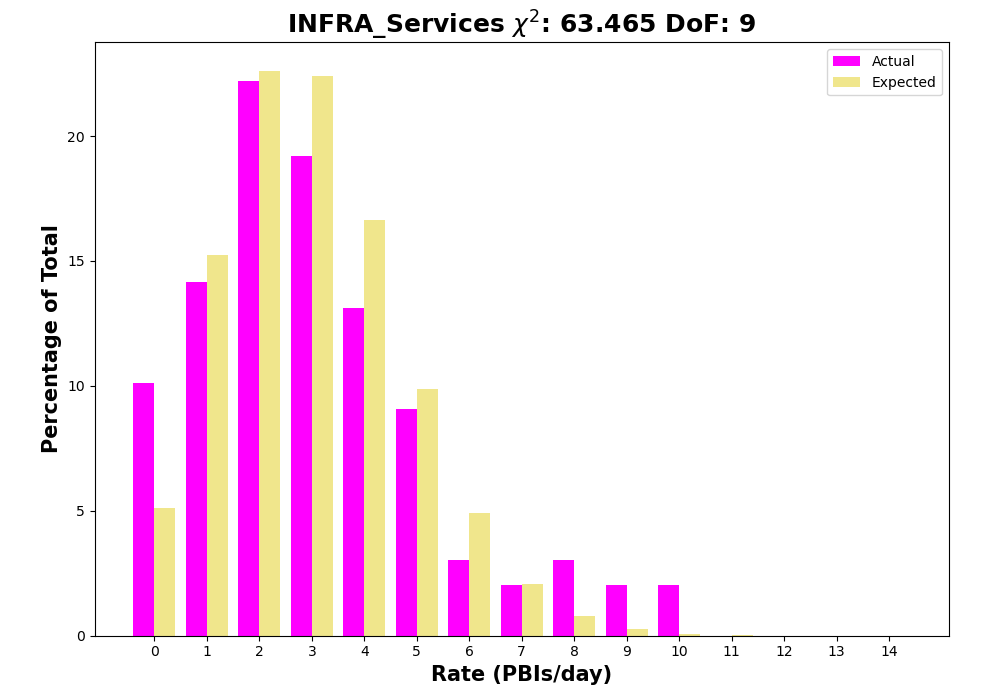 INFRA_Services χ²: 63.465 DoF: 9
Actual
Expected
Percentage of Total
20
15
10
5
0
0 1 2 3 4 5 6 7 8 9 10 11 12 13 14
Rate (PBIs/day)